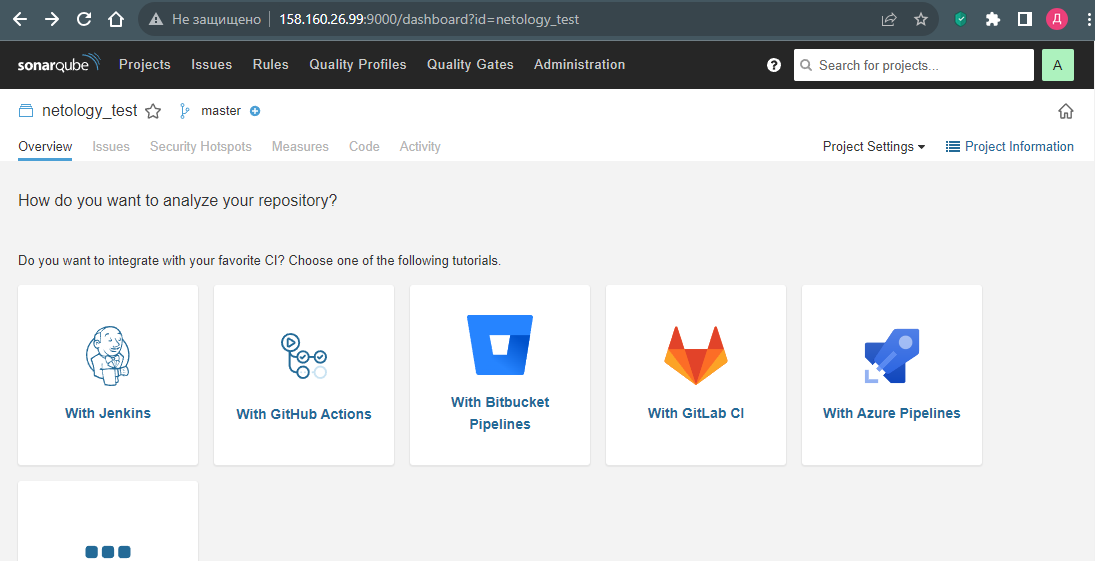 Не защищено 158.160.26.99:9000/dashboard?id=netology_test Д
sonarqube Projects Issues Rules Quality Profiles Quality Gates Administration ? Search for projects... A
netology_test master
Overview Issues Security Hotspots Measures Code Activity Project Settings Project Information
How do you want to analyze your repository?
Do you want to integrate with your favorite CI? Choose one of the following tutorials.
With Jenkins
With GitHub Actions
With Bitbucket
Pipelines
With GitLab CI
With Azure Pipelines